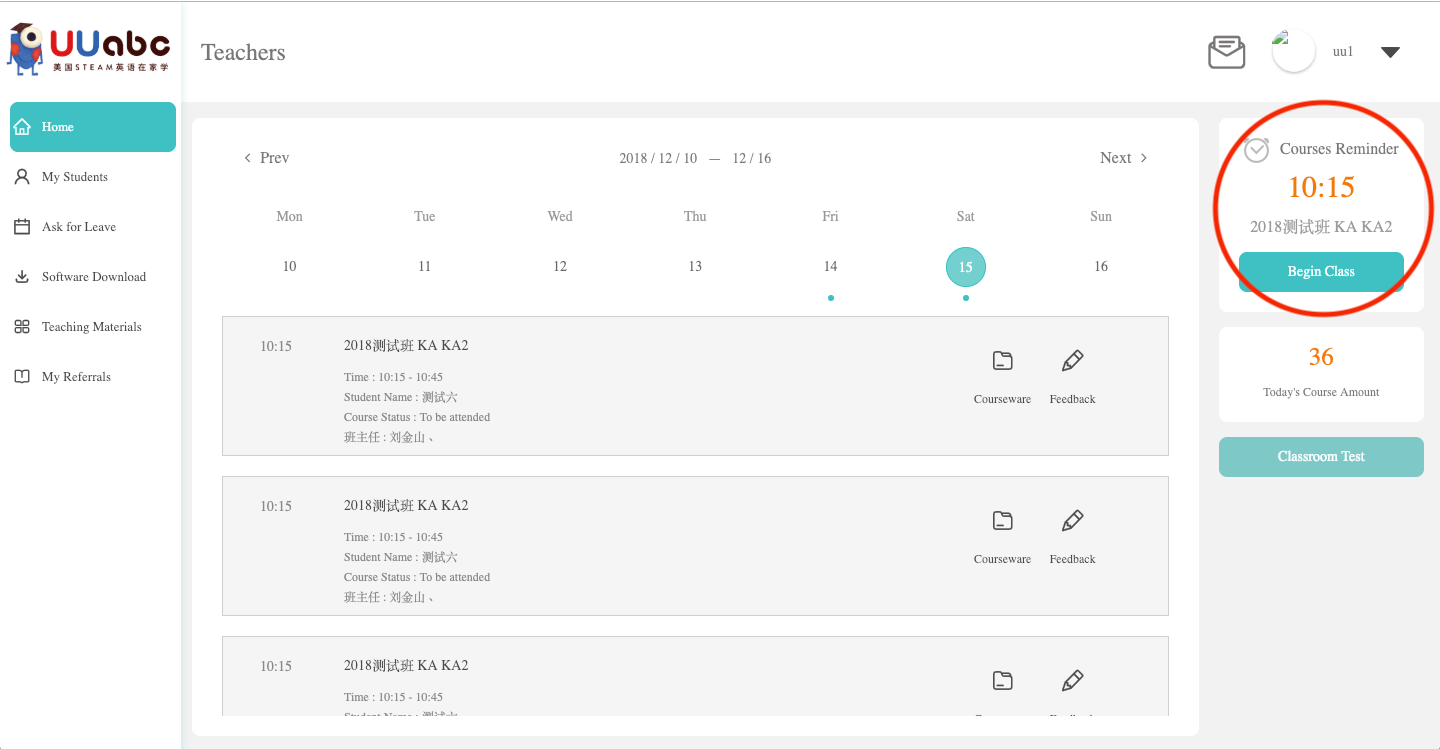 UUabc
美国STEAM英语在家学
Teachers
uu1
Home
My Students
Ask for Leave
Software Download
Teaching Materials
My Referrals
Prev
2018 / 12 / 10 — 12 / 16
Next
Mon Tue Wed Thu Fri Sat Sun
10 11 12 13 14 15 16
10:15
2018测试班 KA KA2
Time : 10:15 - 10:45
Student Name : 测试六
Course Status : To be attended
班主任 : 刘金山 、
Courseware Feedback
10:15
2018测试班 KA KA2
Time : 10:15 - 10:45
Student Name : 测试六
Course Status : To be attended
班主任 : 刘金山 、
Courseware Feedback
10:15
2018测试班 KA KA2
Time : 10:15 - 10:45
Student Name : 测试六
Courses Reminder
10:15
2018测试班 KA KA2
Begin Class
36
Today's Course Amount
Classroom Test